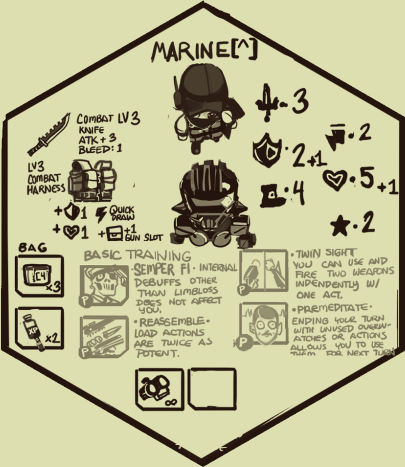 MARINE[^]
COMBAT LV3
KNIFE
ATK+3
BLEED:1
LV3
COMBAT
HARNESS
+1
QUICK
DRAW
+1
+1
GUN SLOT
3
2+1
4
2
5+1
2
BAG
C4
x3
XP
x2
BASIC TRAINING
•SEMPER FI• INTERNAL
DEBUFFS OTHER
THAN LIMBLOSS
DOES NOT AFFECT
YOU.
P
•REASSEMBLE•
LOAD ACTIONS
ARE TWICE AS
POTENT.
P
•TWIN SIGHT
YOU CAN USE AND
FIRE TWO WEAPONS
INDENTLY W/
ONE ACT.
P
•PREMEDITATE•
ENDING YOUR TURN
WITH UNUSED OVERW-
ATCHES OR ACTIONS
ALLOWS YOU TO USE
THEM FOR NEXT TURN
P
∞